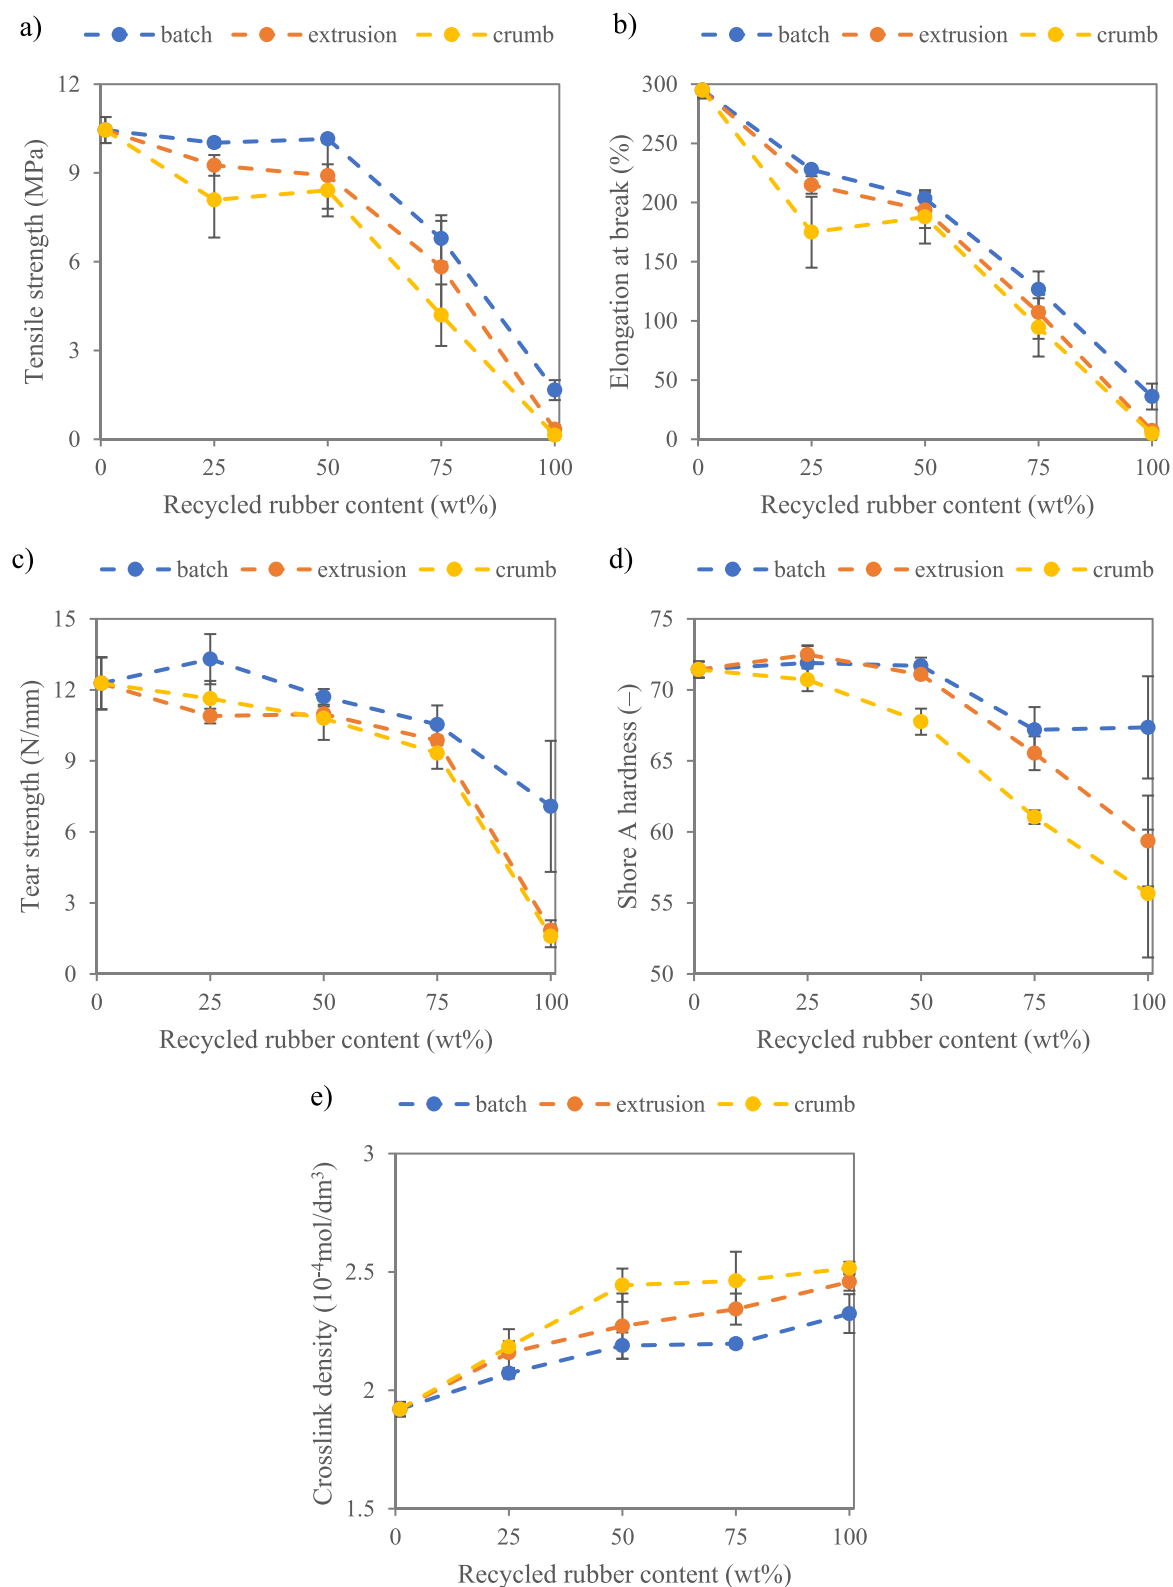 a)
batch extrusion crumb
12
9
6
3
0
0 25 50 75 100
Tensile strength (MPa)
Recycled rubber content (wt%)
b)
batch extrusion crumb
300
250
200
150
100
50
0
0 25 50 75 100
Elongation at break (%)
Recycled rubber content (wt%)
c)
batch extrusion crumb
15
12
9
6
3
0
0 25 50 75 100
Tear strength (N/mm)
Recycled rubber content (wt%)
d)
batch extrusion crumb
75
70
65
60
55
50
0 25 50 75 100
Shore A hardness (–)
Recycled rubber content (wt%)
e)
batch extrusion crumb
3
2.5
2
1.5
0 25 50 75 100
Crosslink density (10⁻⁴mol/dm³)
Recycled rubber content (wt%)